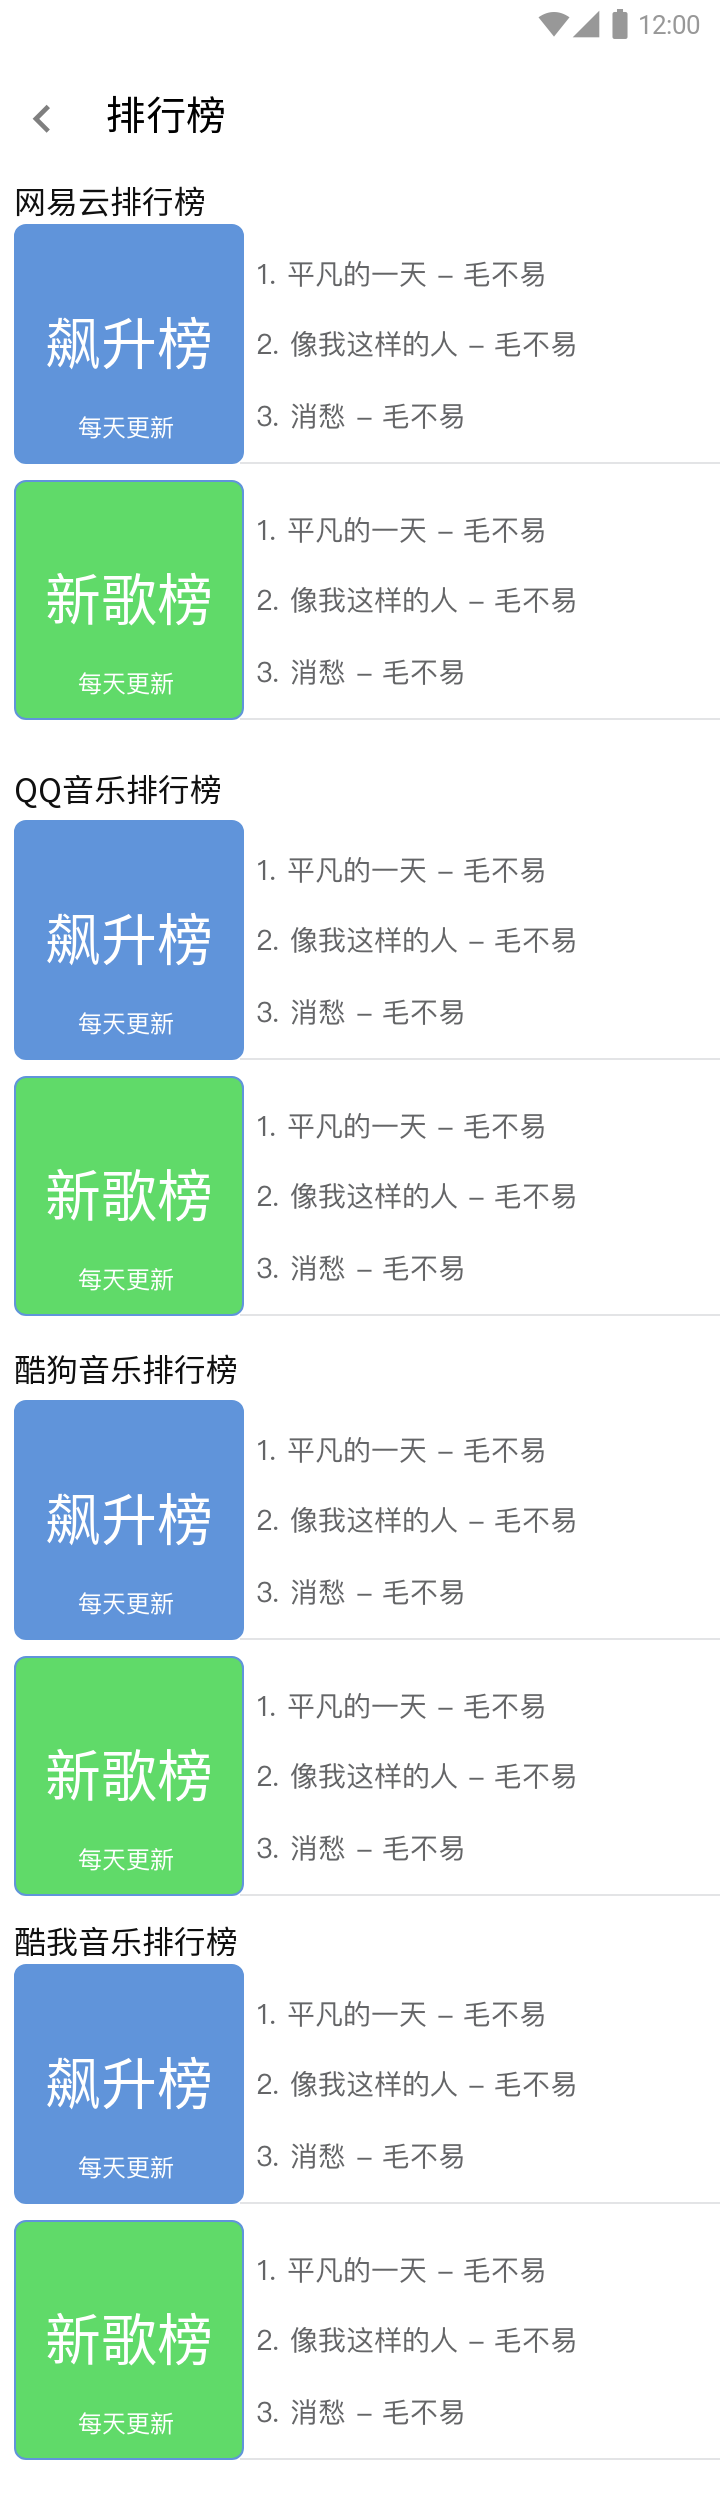 12:00
排行榜
网易云排行榜
飙升榜
每天更新
1. 平凡的一天 – 毛不易
2. 像我这样的人 – 毛不易
3. 消愁 – 毛不易
新歌榜
每天更新
1. 平凡的一天 – 毛不易
2. 像我这样的人 – 毛不易
3. 消愁 – 毛不易
QQ音乐排行榜
飙升榜
每天更新
1. 平凡的一天 – 毛不易
2. 像我这样的人 – 毛不易
3. 消愁 – 毛不易
新歌榜
每天更新
1. 平凡的一天 – 毛不易
2. 像我这样的人 – 毛不易
3. 消愁 – 毛不易
酷狗音乐排行榜
飙升榜
每天更新
1. 平凡的一天 – 毛不易
2. 像我这样的人 – 毛不易
3. 消愁 – 毛不易
新歌榜
每天更新
1. 平凡的一天 – 毛不易
2. 像我这样的人 – 毛不易
3. 消愁 – 毛不易
酷我音乐排行榜
飙升榜
每天更新
1. 平凡的一天 – 毛不易
2. 像我这样的人 – 毛不易
3. 消愁 – 毛不易
新歌榜
每天更新
1. 平凡的一天 – 毛不易
2. 像我这样的人 – 毛不易
3. 消愁 – 毛不易